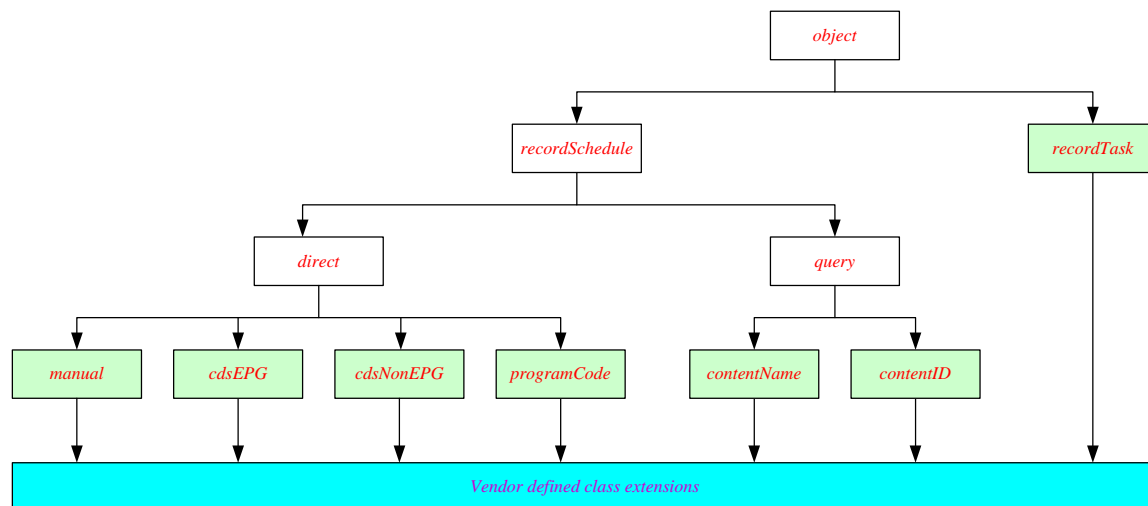 object
recordSchedule
recordTask
direct
query
manual
cdsEPG
cdsNonEPG
programCode
contentName
contentID
Vendor defined class extensions